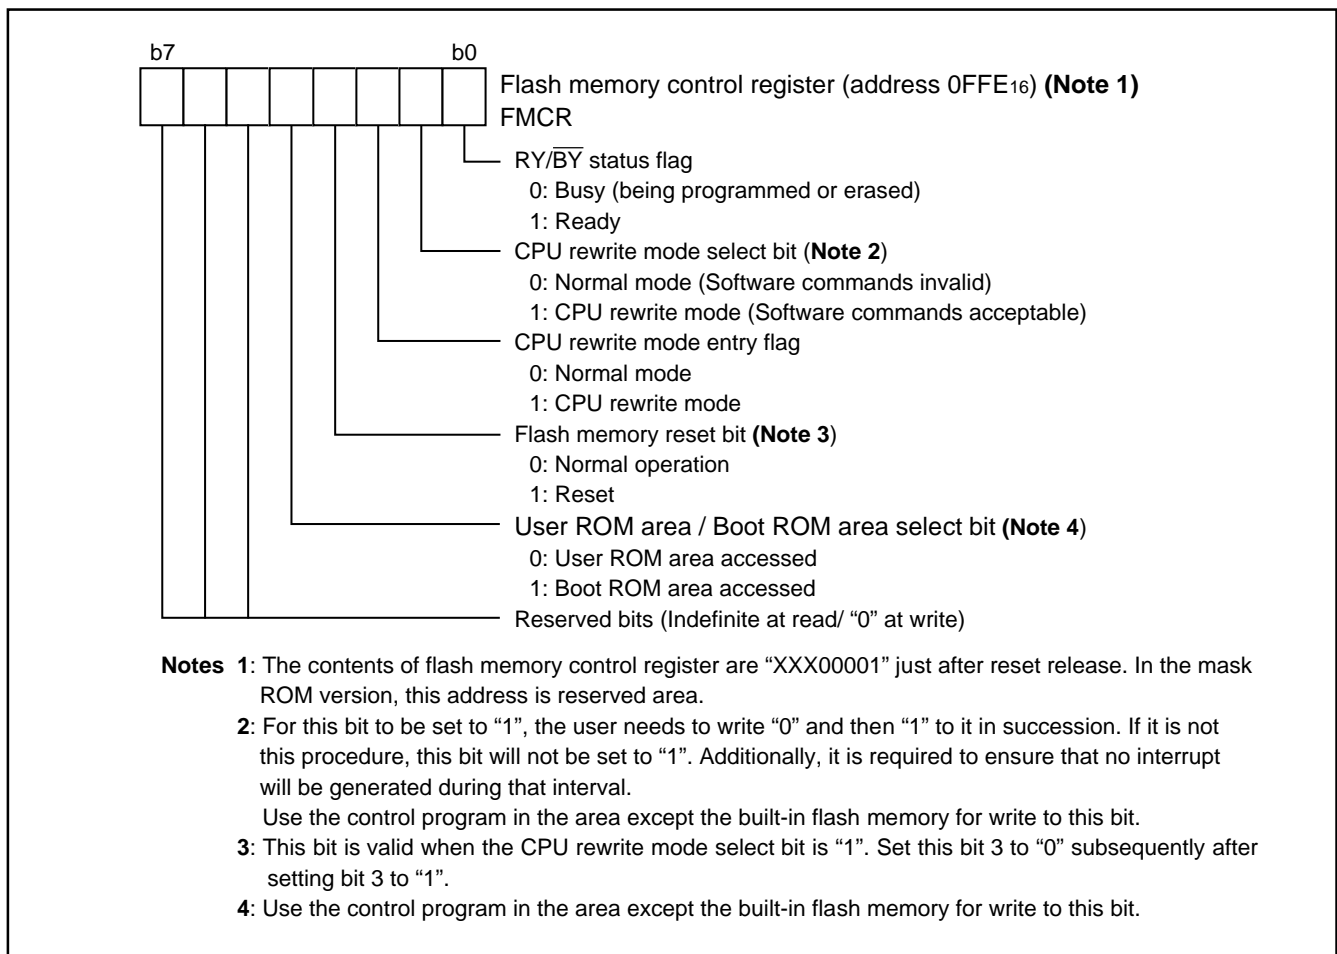 b7 b0
Flash memory control register (address 0FFE16) (Note 1)
FMCR
RY/B̅Y̅ status flag
0: Busy (being programmed or erased)
1: Ready
CPU rewrite mode select bit (Note 2)
0: Normal mode (Software commands invalid)
1: CPU rewrite mode (Software commands acceptable)
CPU rewrite mode entry flag
0: Normal mode
1: CPU rewrite mode
Flash memory reset bit (Note 3)
0: Normal operation
1: Reset
User ROM area / Boot ROM area select bit (Note 4)
0: User ROM area accessed
1: Boot ROM area accessed
Reserved bits (Indefinite at read/ “0” at write)
Notes 1: The contents of flash memory control register are “XXX00001” just after reset release. In the mask
ROM version, this address is reserved area.
2: For this bit to be set to “1”, the user needs to write “0” and then “1” to it in succession. If it is not
this procedure, this bit will not be set to “1”. Additionally, it is required to ensure that no interrupt
will be generated during that interval.
Use the control program in the area except the built-in flash memory for write to this bit.
3: This bit is valid when the CPU rewrite mode select bit is “1”. Set this bit 3 to “0” subsequently after
setting bit 3 to “1”.
4: Use the control program in the area except the built-in flash memory for write to this bit.